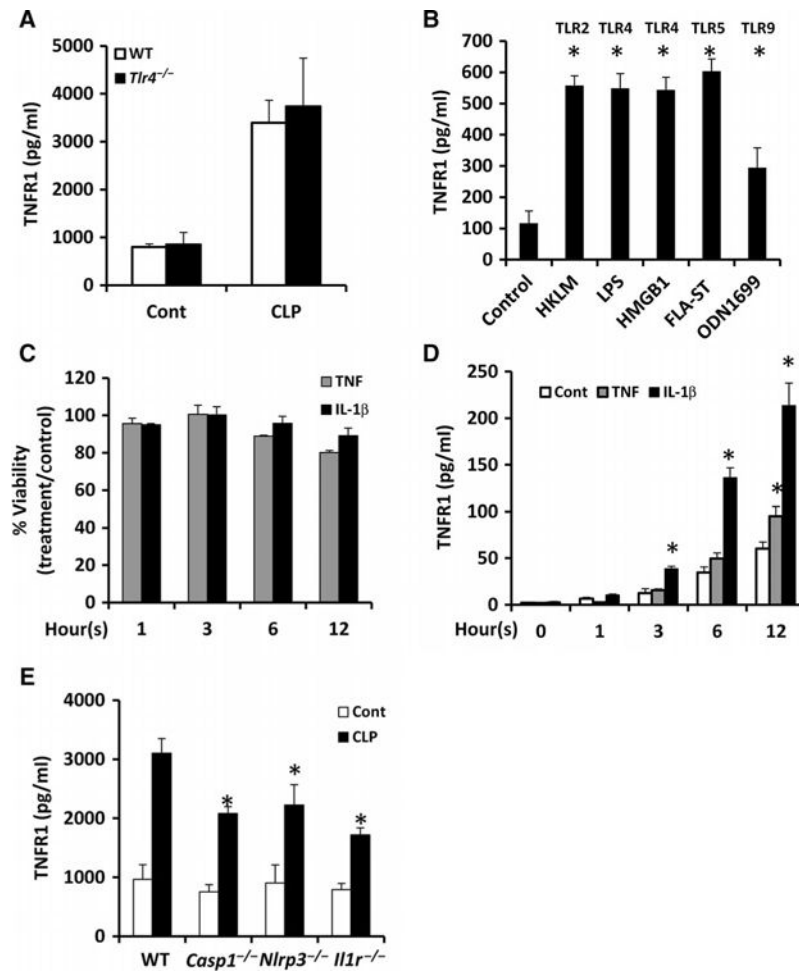 A
5000
4000
3000
2000
1000
0
TNFR1 (pg/ml)
WT
Tlr4−/−
Cont CLP
B
TLR2 TLR4 TLR4 TLR5 TLR9
* * * * *
700
600
500
400
300
200
100
0
TNFR1 (pg/ml)
Control HKLM LPS HMGB1 FLA-ST ODN1699
C
120
100
80
60
40
20
0
% Viability
(treatment/control)
TNF
IL-1β
Hour(s) 1 3 6 12
D
250
200
150
100
50
0
TNFR1 (pg/ml)
Cont TNF IL-1β
* * * *
Hour(s) 0 1 3 6 12
E
4000
3000
2000
1000
0
TNFR1 (pg/ml)
Cont
CLP
* * *
WT Casp1−/− Nlrp3−/− Il1r−/−